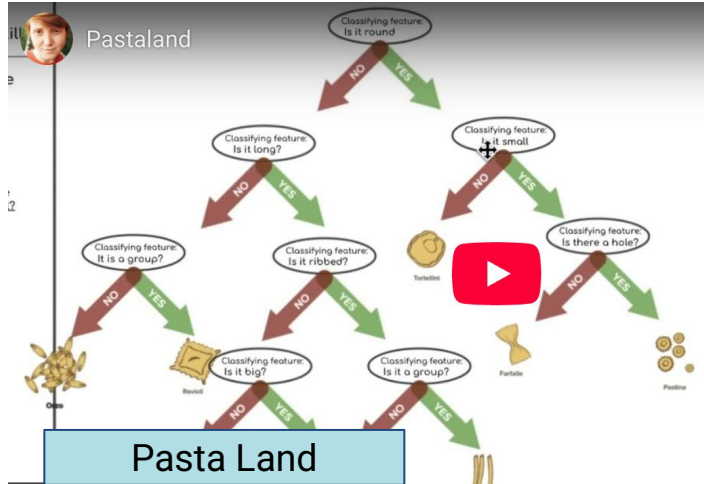 Pastaland
Classifying feature:
Is it round
NO
YES
Classifying feature:
Is it long?
NO
YES
Classifying feature:
Is it small
NO
YES
Classifying feature:
It is a group?
NO
YES
Classifying feature:
Is it ribbed?
NO
YES
Tortellini
Classifying feature:
Is there a hole?
NO
YES
Orzo
Ravioli
Classifying feature:
Is it big?
NO
YES
Classifying feature:
Is it a group?
NO
YES
Farfalle
Pastina
Pasta Land